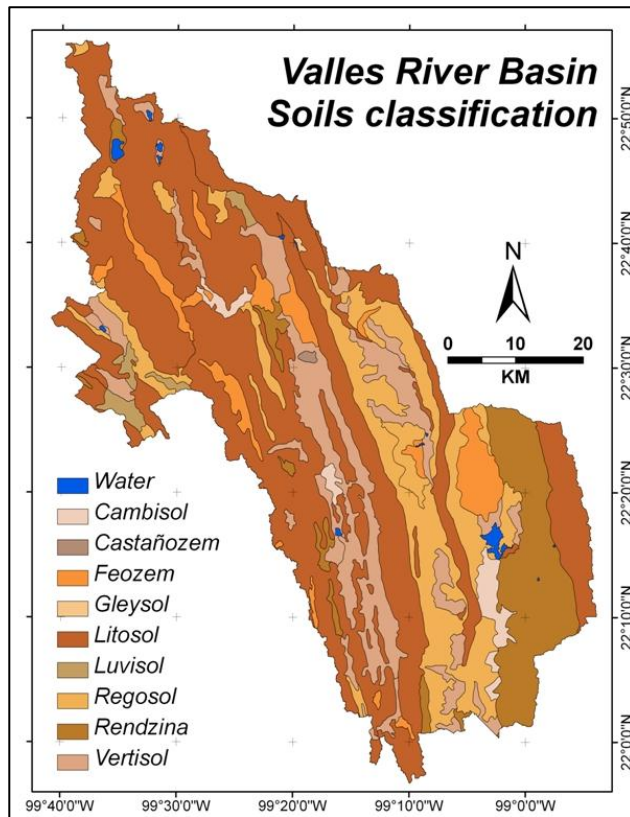 Valles River Basin
Soils classification
N
0 10 20
KM
Water
Cambisol
Castañozem
Feozem
Gleysol
Litosol
Luvisol
Regosol
Rendzina
Vertisol
22°50'0"N
22°40'0"N
22°30'0"N
22°20'0"N
22°10'0"N
22°0'0"N
99°40'0"W 99°30'0"W 99°20'0"W 99°10'0"W 99°0'0"W